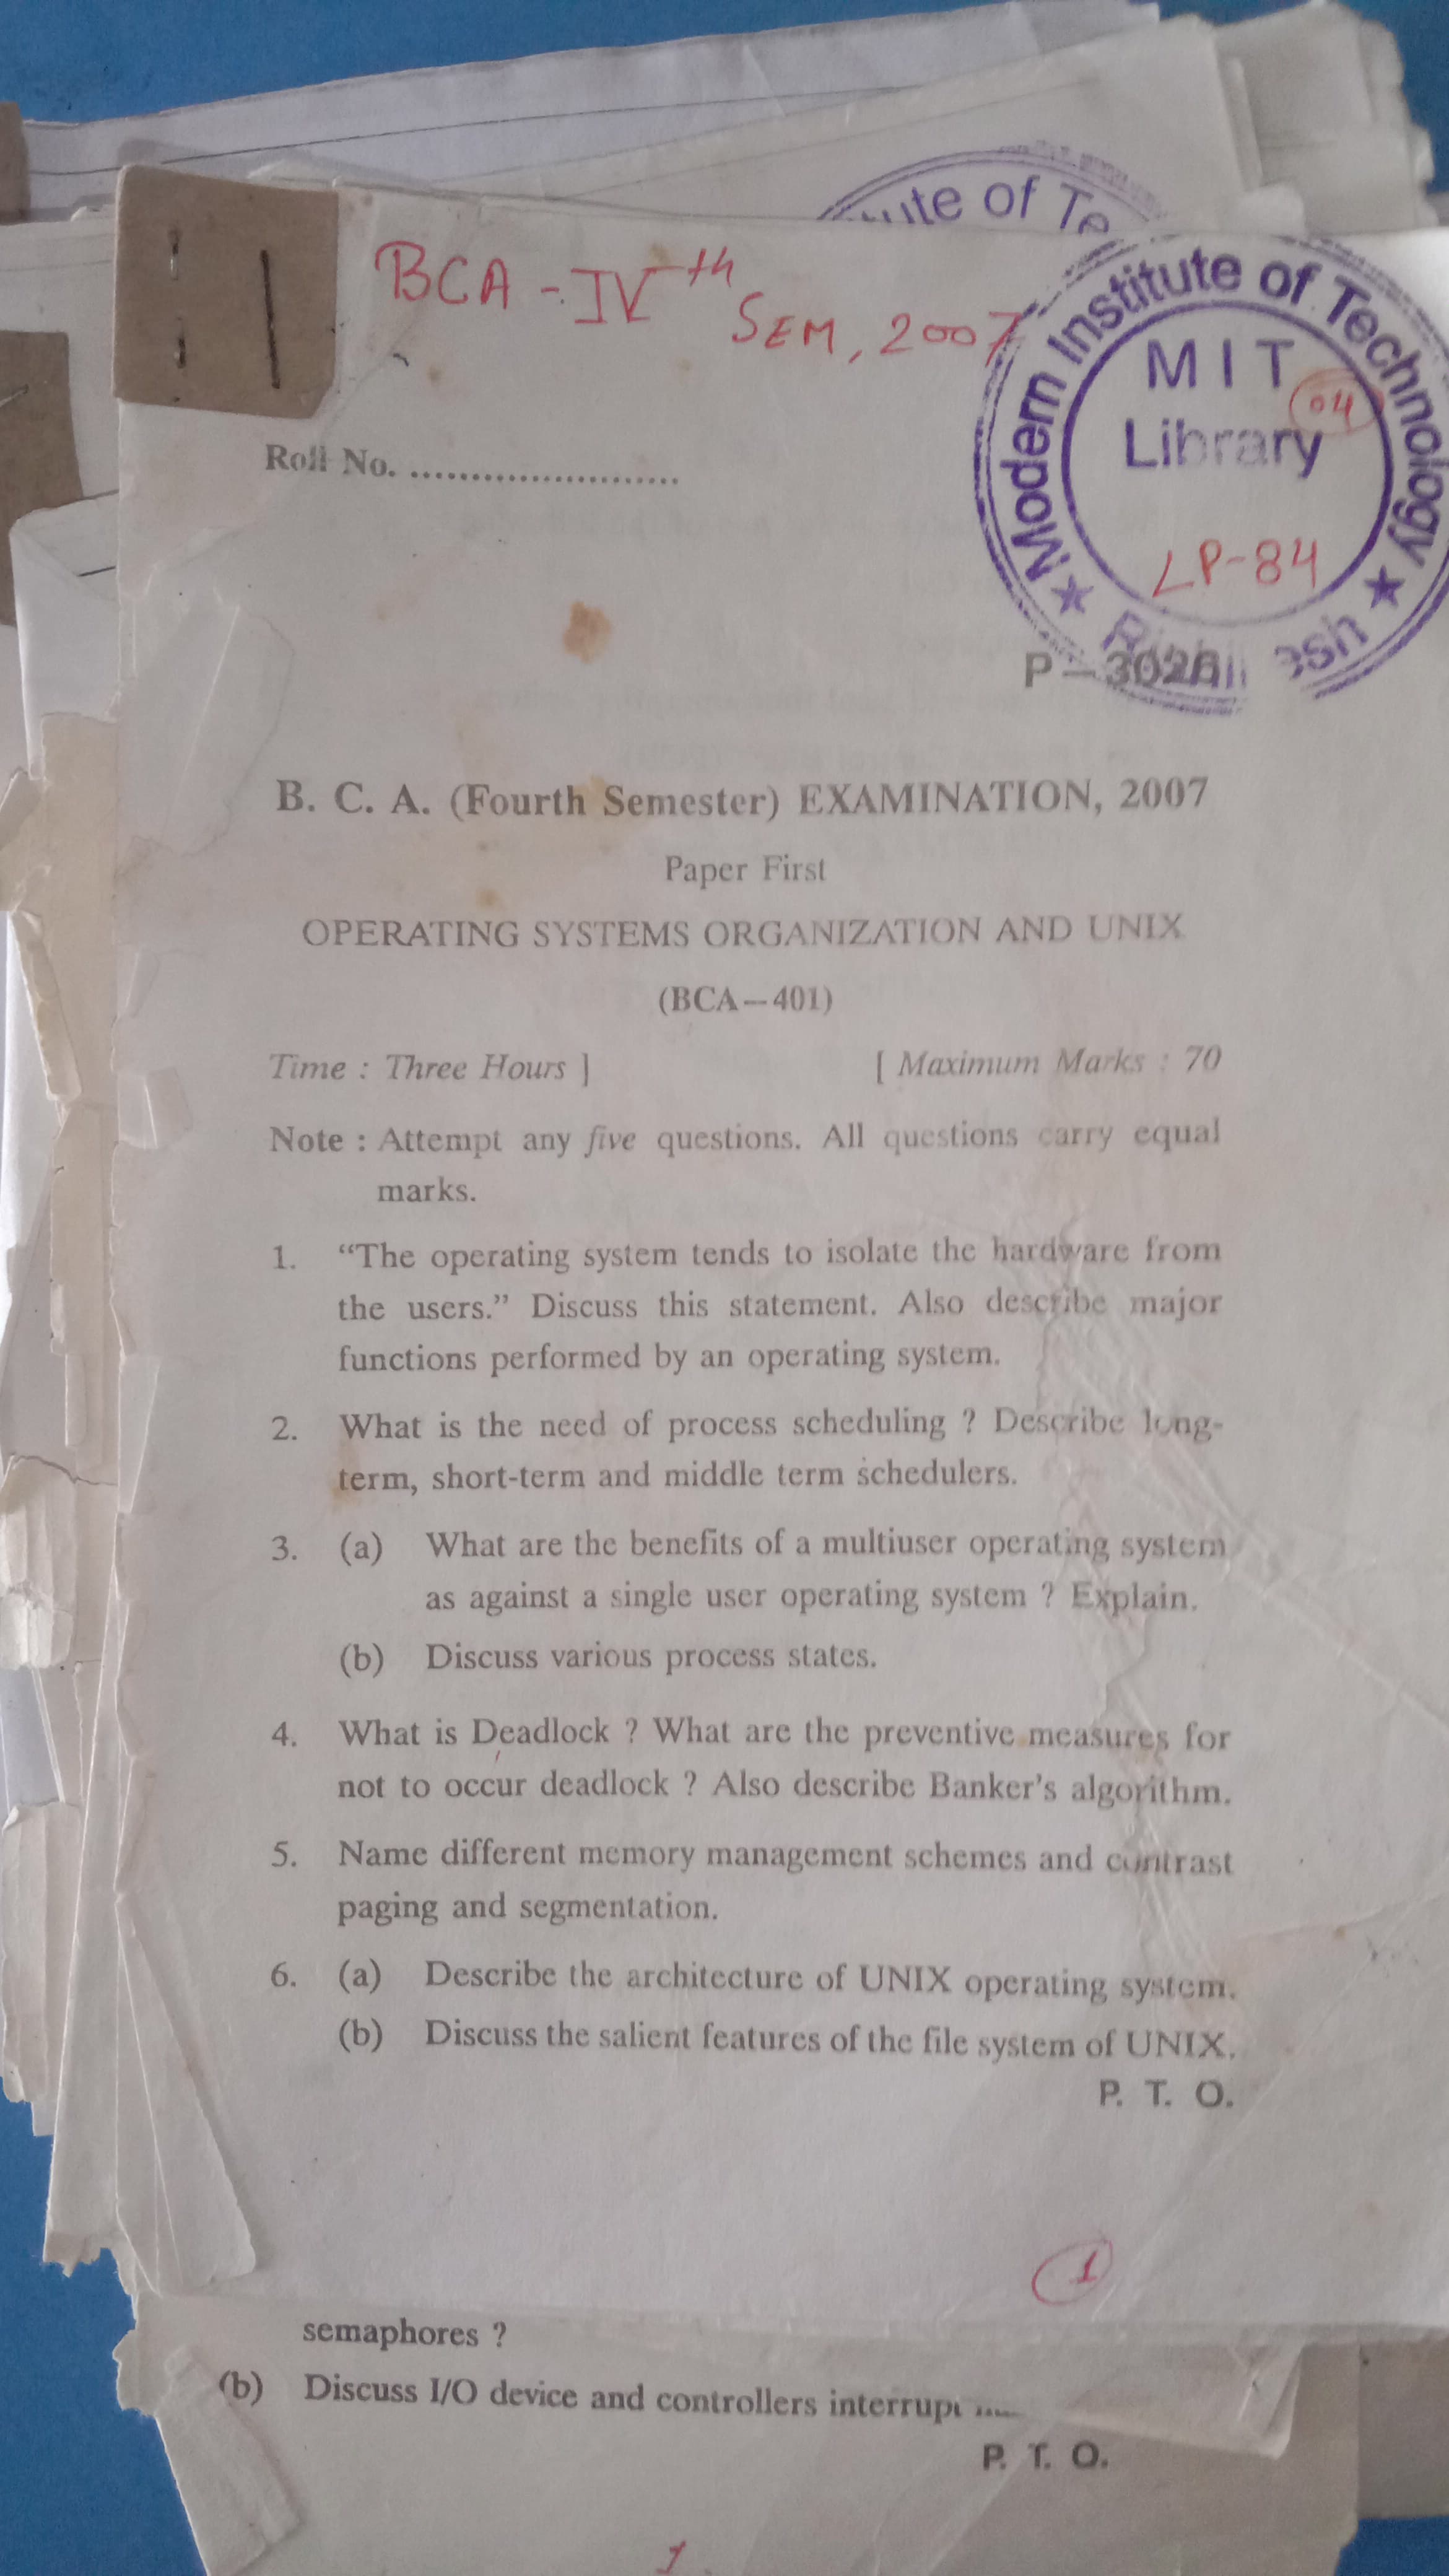 ute of Te
BCA - IVth
SEM, 2007
Modern Institute of Technology
MIT
04
Library
LP-84
Roll No. ........................
P—3026
B. C. A. (Fourth Semester) EXAMINATION, 2007
Paper First
OPERATING SYSTEMS ORGANIZATION AND UNIX
(BCA—401)
Time : Three Hours ]
[ Maximum Marks : 70
Note : Attempt any five questions. All questions carry equal
marks.
1. “The operating system tends to isolate the hardware from
the users.” Discuss this statement. Also describe major
functions performed by an operating system.
2. What is the need of process scheduling ? Describe long-
term, short-term and middle term schedulers.
3. (a) What are the benefits of a multiuser operating system
as against a single user operating system ? Explain.
(b) Discuss various process states.
4. What is Deadlock ? What are the preventive measures for
not to occur deadlock ? Also describe Banker’s algorithm.
5. Name different memory management schemes and contrast
paging and segmentation.
6. (a) Describe the architecture of UNIX operating system.
(b) Discuss the salient features of the file system of UNIX.
P. T. O.
1
semaphores ?
(b) Discuss I/O device and controllers interrupt
P. T. O.
1